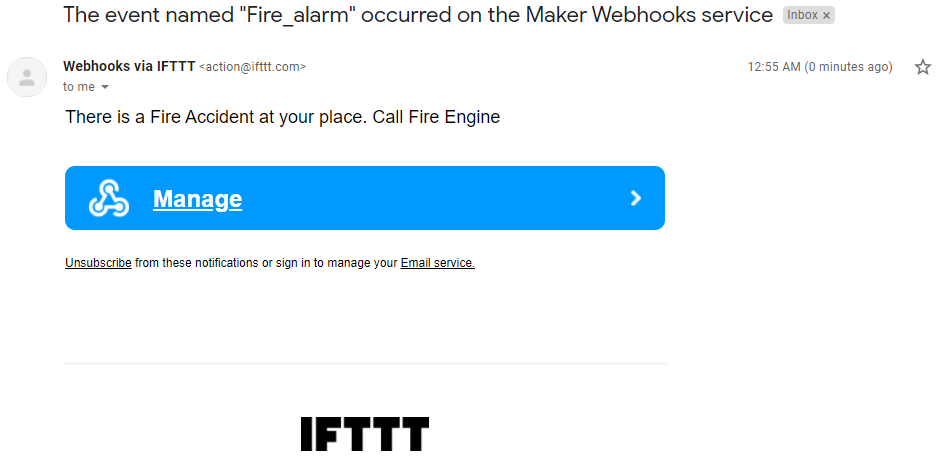 The event named "Fire_alarm" occurred on the Maker Webhooks service Inbox x
Webhooks via IFTTT <action@ifttt.com> 12:55 AM (0 minutes ago)
to me
There is a Fire Accident at your place. Call Fire Engine
Manage
Unsubscribe from these notifications or sign in to manage your Email service.
IFTTT